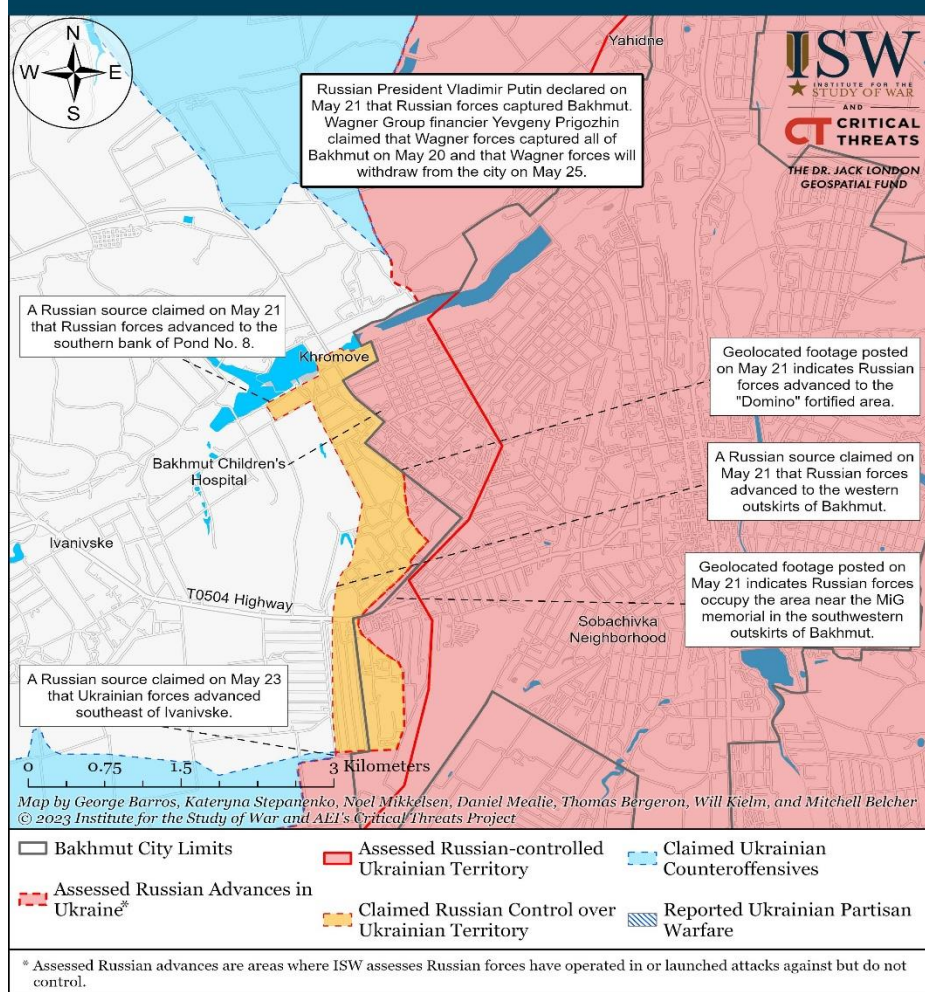 N
W
E
S
Yahidne
ISW
INSTITUTE FOR THE
STUDY OF WAR
AND
CT CRITICAL
THREATS
THE DR. JACK LONDON
GEOSPATIAL FUND
Russian President Vladimir Putin declared on
May 21 that Russian forces captured Bakhmut.
Wagner Group financier Yevgeny Prigozhin
claimed that Wagner forces captured all of
Bakhmut on May 20 and that Wagner forces will
withdraw from the city on May 25.
A Russian source claimed on May 21
that Russian forces advanced to the
southern bank of Pond No. 8.
Khromove
Geolocated footage posted
on May 21 indicates Russian
forces advanced to the
"Domino" fortified area.
Bakhmut Children's
Hospital
A Russian source claimed on
May 21 that Russian forces
advanced to the western
outskirts of Bakhmut.
Ivanivske
T0504 Highway
Geolocated footage posted on
May 21 indicates Russian forces
occupy the area near the MiG
memorial in the southwestern
outskirts of Bakhmut.
Sobachivka
Neighborhood
A Russian source claimed on May 23
that Ukrainian forces advanced
southeast of Ivanivske.
0 0.75 1.5 3 Kilometers
Map by George Barros, Kateryna Stepanenko, Noel Mikkelsen, Daniel Mealie, Thomas Bergeron, Will Kielm, and Mitchell Belcher
© 2023 Institute for the Study of War and AEI's Critical Threats Project
Bakhmut City Limits
Assessed Russian Advances in
Ukraine*
Assessed Russian-controlled
Ukrainian Territory
Claimed Russian Control over
Ukrainian Territory
Claimed Ukrainian
Counteroffensives
Reported Ukrainian Partisan
Warfare
* Assessed Russian advances are areas where ISW assesses Russian forces have operated in or launched attacks against but do not
control.